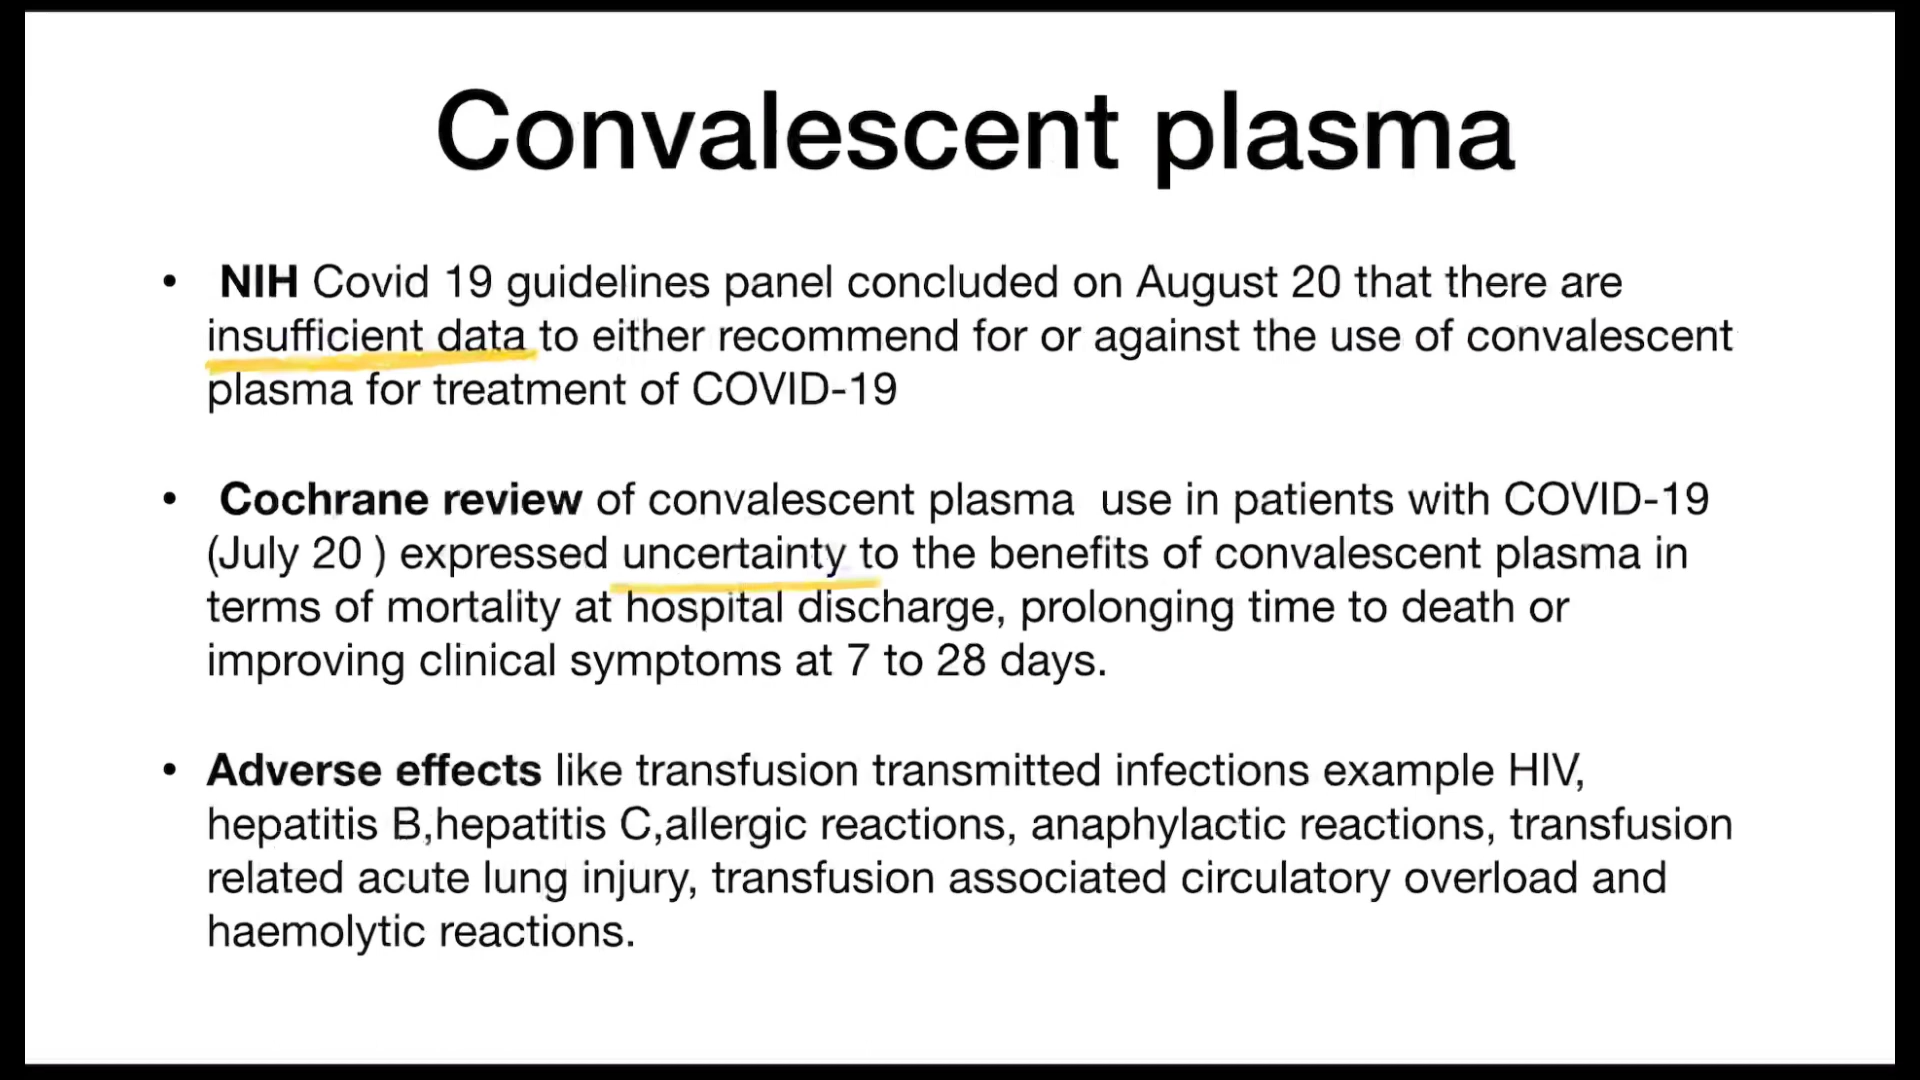 Convalescent plasma
• NIH Covid 19 guidelines panel concluded on August 20 that there are
insufficient data to either recommend for or against the use of convalescent
plasma for treatment of COVID-19
• Cochrane review of convalescent plasma use in patients with COVID-19
(July 20 ) expressed uncertainty to the benefits of convalescent plasma in
terms of mortality at hospital discharge, prolonging time to death or
improving clinical symptoms at 7 to 28 days.
• Adverse effects like transfusion transmitted infections example HIV,
hepatitis B,hepatitis C,allergic reactions, anaphylactic reactions, transfusion
related acute lung injury, transfusion associated circulatory overload and
haemolytic reactions.